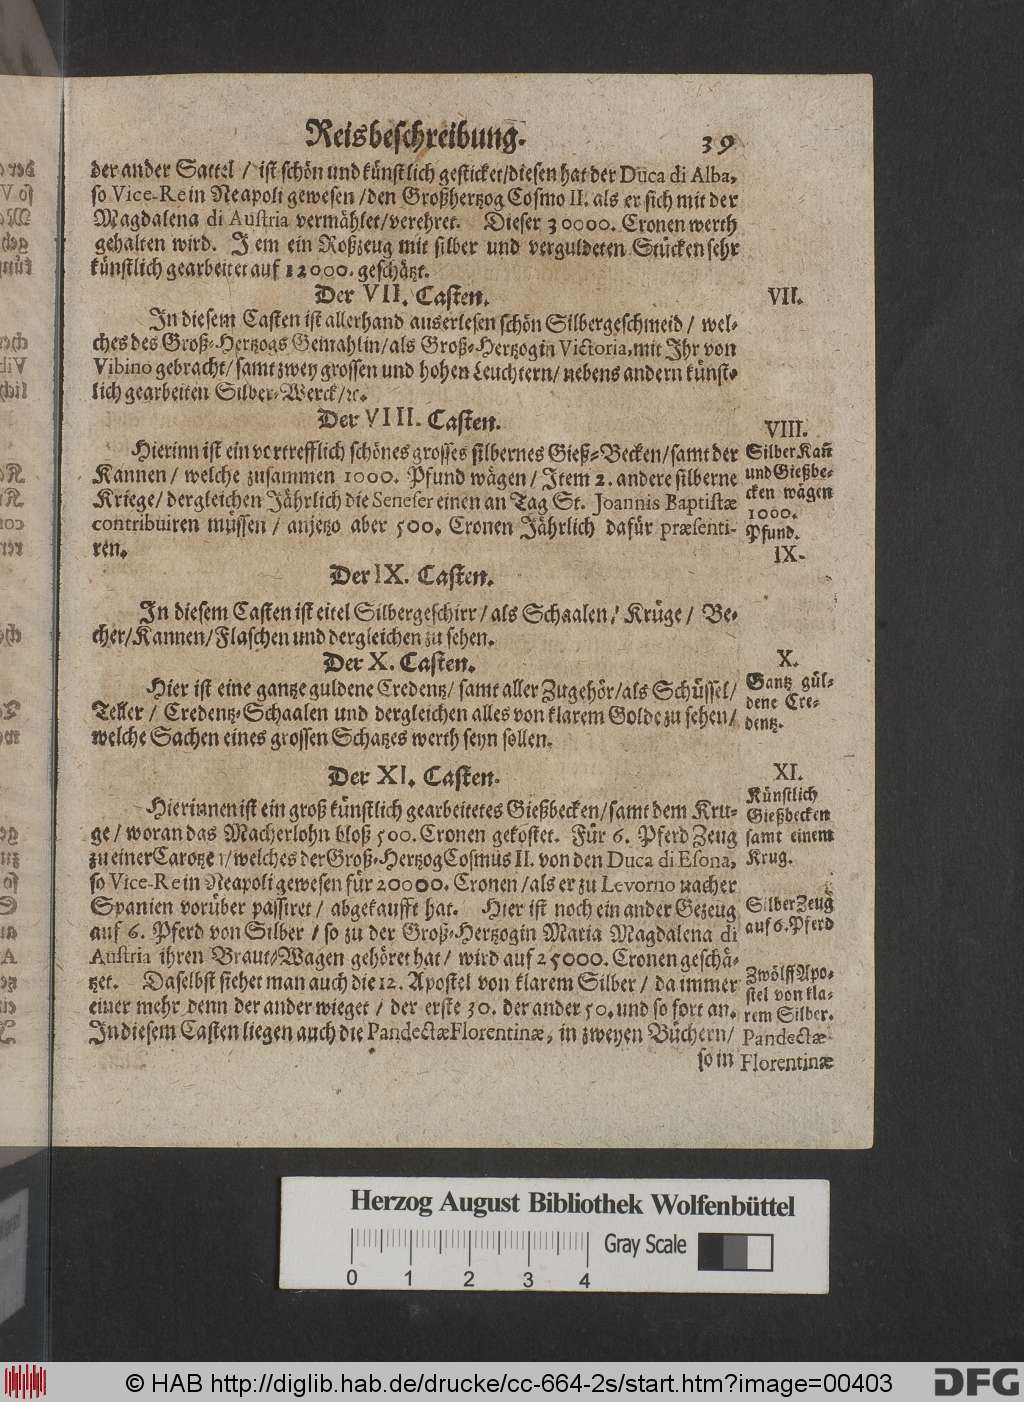 Reisbeschreibung. 39
der ander Sattel / ist schön und künstlich gesticket/diesen hat der Duca di Alba,
so Vice-Re in Neapoli gewesen / den Großhertzog Cosmo II. als er sich mit der
Magdalena di Austria vermählet/verehret. Dieser 30000. Cronen werth
gehalten wird. Jem ein Roßzeug mit silber und verguldeten Stücken sehr
künstlich gearbeitet auf 12000. geschätzt.
Der VII. Casten.
VII.
In diesem Casten ist allerhand auserlesen schön Silbergeschmeid / wel-
ches des Groß-Hertzogs Gemahlin/als Groß-Hertzogin Victoria, mit Ihr von
Vibino gebracht/ samt zwey grossen und hohen Leuchtern/ nebens andern künst-
lich gearbeiten Silber-Werck/ꝛc.
Der VIII. Casten.
VIII.
Hierinn ist ein vortrefflich schönes grosses silbernes Gieß-Becken/samt der
Kannen / welche zusammen 1000. Pfund wägen / Item 2. andere silberne
Kriege/ dergleichen Jährlich die Seneser einen an Tag St. Joannis Baptistæ
contribuiren müssen / anjetzo aber 500. Cronen Jährlich dafür præsenti-
ren.
Silber Kañ
und Gießbe-
cken wägen
1000.
Pfund.
IX.
Der IX. Casten.
In diesem Casten ist eitel Silbergeschirr / als Schaalen / Krüge / Be-
cher/Kannen/Flaschen und dergleichen zu sehen.
Der X. Casten.
X.
Hier ist eine gantze guldene Credentz/ samt aller Zugehör/als Schüssel/
Teller / Credentz-Schaalen und dergleichen alles von klarem Golde zu sehen/
welche Sachen eines grossen Schatzes werth seyn sollen.
Gantz gül-
dene Cre-
dentz.
Der XI. Casten.
XI.
Hierinnen ist ein groß künstlich gearbeitetes Gießbecken/samt dem Kru-
ge / woran das Macherlohn bloß 500. Cronen gekostet. Für 6. Pferd Zeug
zu einer Carotzen/welches der Groß-Hertzog Cosmus II. von den Duca di Esona,
so Vice-Re in Neapoli gewesen für 20000. Cronen/als er zu Levorno nacher
Spanien vorüber passiret / abgekaufft hat. Hier ist noch ein ander Gezeug
auf 6. Pferd von Silber / so zu der Groß-Hertzogin Maria Magdalena di
Austria ihren Braut-Wagen gehöret hat / wird auf 25000. Cronen geschä-
tzet. Daselbst siehet man auch die 12. Apostel von klarem Silber / da immer
einer mehr denn der ander wieget / der erste 30. der ander 50. und so fort an.
In diesem Casten liegen auch die Pandectæ Florentinæ, in zweyen Büchern/
so in
Künstlich
Gießbecken
samt einem
Krug.
Silber Zeug
auf 6. Pferd
Zwölff Apo-
stel von kla-
rem Silber.
Pandectæ
Florentinæ
Herzog August Bibliothek Wolfenbüttel
0 1 2 3 4
Gray Scale
© HAB http://diglib.hab.de/drucke/cc-664-2s/start.htm?image=00403
DFG